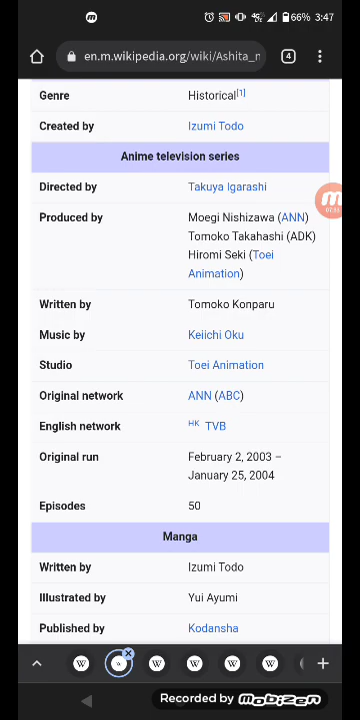 66% 3:47
en.m.wikipedia.org/wiki/Ashita_n
4
Genre Historical[1]
Created by Izumi Todo
Anime television series
Directed by Takuya Igarashi
Produced by Moegi Nishizawa (ANN)
Tomoko Takahashi (ADK)
Hiromi Seki (Toei
Animation)
Written by Tomoko Konparu
Music by Keiichi Oku
Studio Toei Animation
Original network ANN (ABC)
English network HK TVB
Original run February 2, 2003 –
January 25, 2004
Episodes 50
Manga
Written by Izumi Todo
Illustrated by Yui Ayumi
Published by Kodansha
Recorded by mobizen